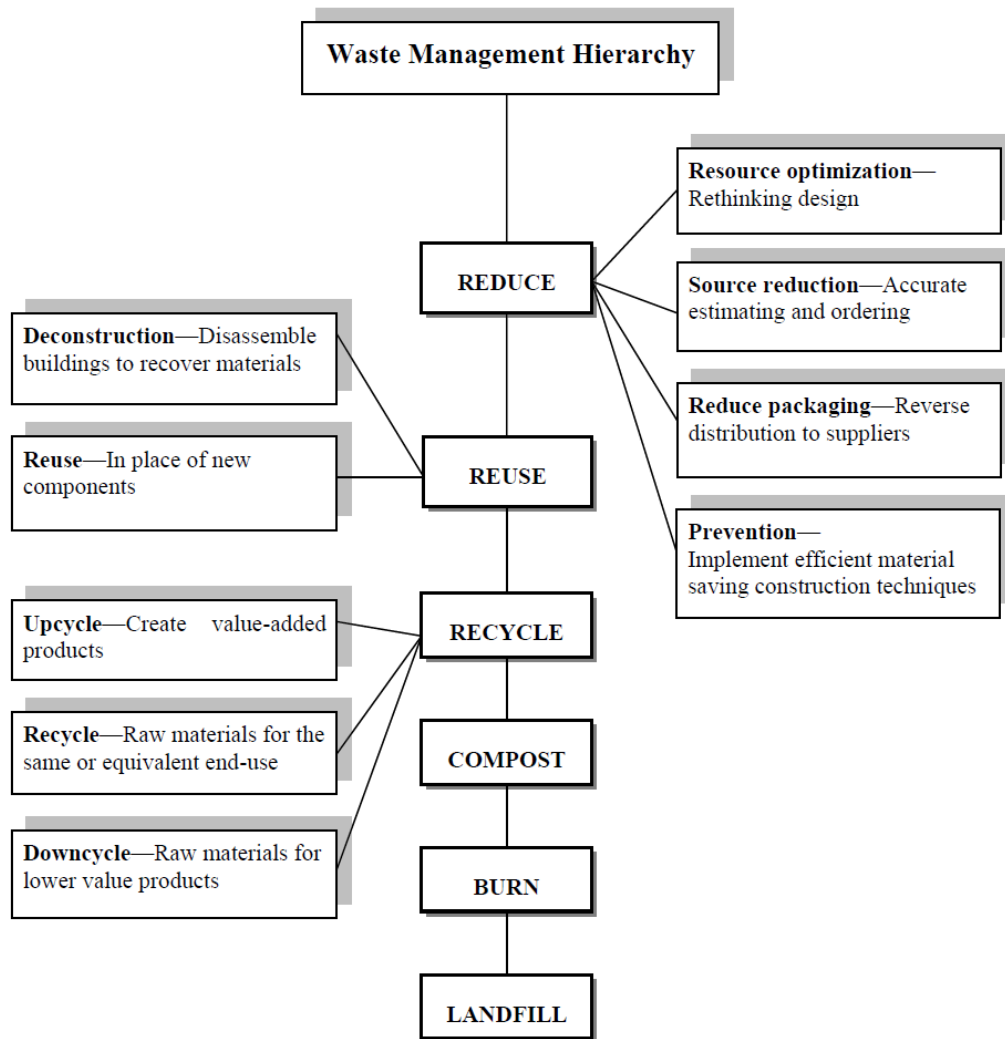 Waste Management Hierarchy
REDUCE
Resource optimization—
Rethinking design
Source reduction—Accurate
estimating and ordering
Reduce packaging—Reverse
distribution to suppliers
Prevention—
Implement efficient material
saving construction techniques
REUSE
Deconstruction—Disassemble
buildings to recover materials
Reuse—In place of new
components
RECYCLE
Upcycle—Create value-added
products
Recycle—Raw materials for the
same or equivalent end-use
Downcycle—Raw materials for
lower value products
COMPOST
BURN
LANDFILL